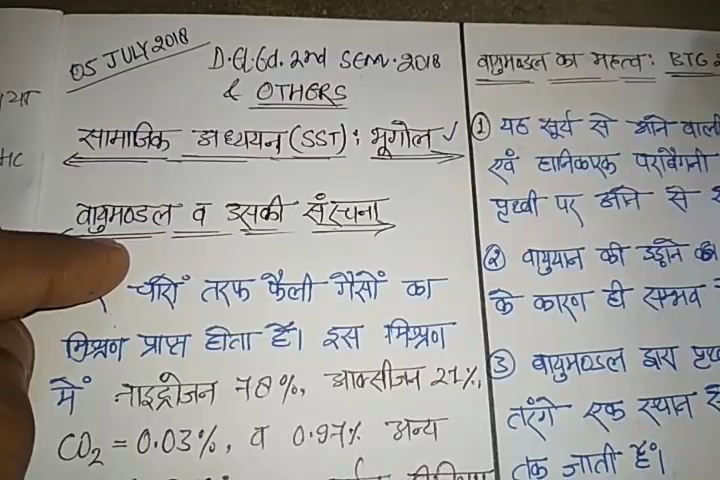 05 JULY 2018
D.El.Ed. 2nd Sem. 2018
& OTHERS
सामाजिक अध्ययन (SST) : भूगोल ✓
वायुमण्डल व उसकी संरचना
चारों तरफ फैली गैसों का
मिश्रण प्राप्त होता है। इस मिश्रण
में नाइट्रोजन 78%, आक्सीजन 21%,
CO₂ = 0.03%, व 0.97% अन्य
वायुमण्डल का महत्व : BTC
① यह सूर्य से आने वाली
एवं हानिकारक पराबैंगनी
पृथ्वी पर आने से
② वायुयान की उड़ाने
के कारण ही सम्भव
③ वायुमण्डल द्वारा
तरंगे एक स्थान से
तक जाती हैं।